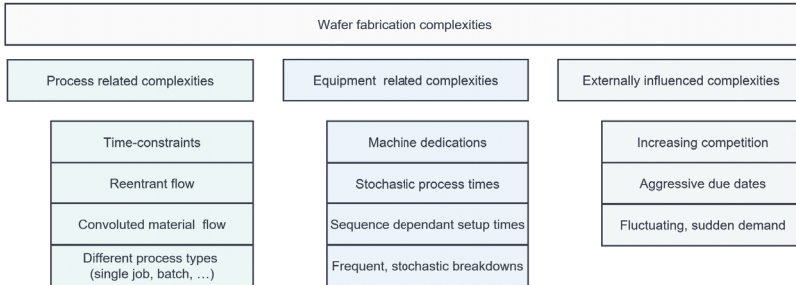 Wafer fabrication complexities
Process related complexities
Equipment related complexities
Externally influenced complexities
Time-constraints
Reentrant flow
Convoluted material flow
Different process types
(single job, batch, …)
Machine dedications
Stochastic process times
Sequence dependant setup times
Frequent, stochastic breakdowns
Increasing competition
Aggressive due dates
Fluctuating, sudden demand